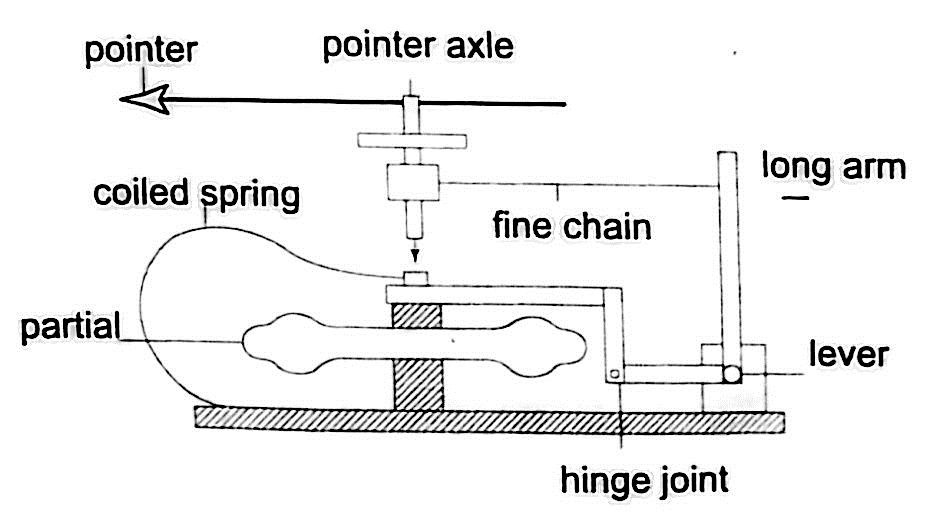 pointer
pointer axle
long arm
coiled spring
fine chain
partial
lever
hinge joint